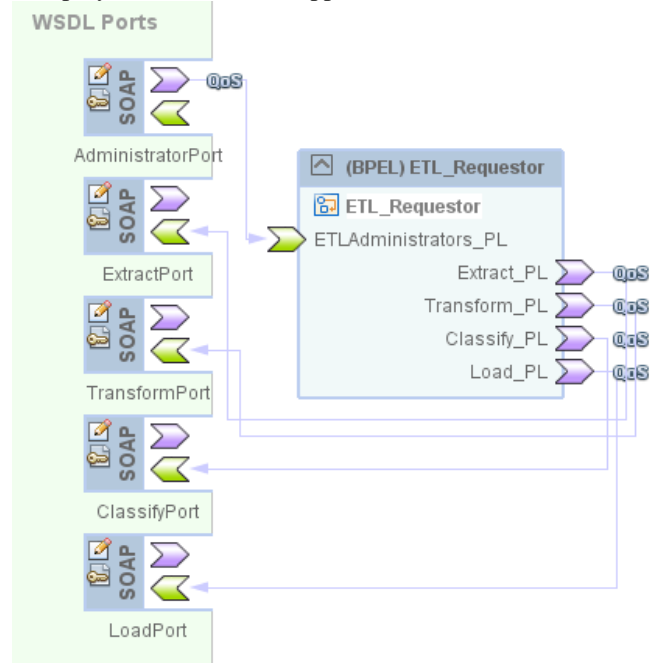 WSDL Ports
SOAP
QoS
AdministratorPort
(BPEL) ETL_Requestor
ETL_Requestor
ETLAdministrators_PL
SOAP
ExtractPort
Extract_PL
QoS
Transform_PL
QoS
Classify_PL
QoS
Load_PL
QoS
SOAP
TransformPort
SOAP
ClassifyPort
SOAP
LoadPort